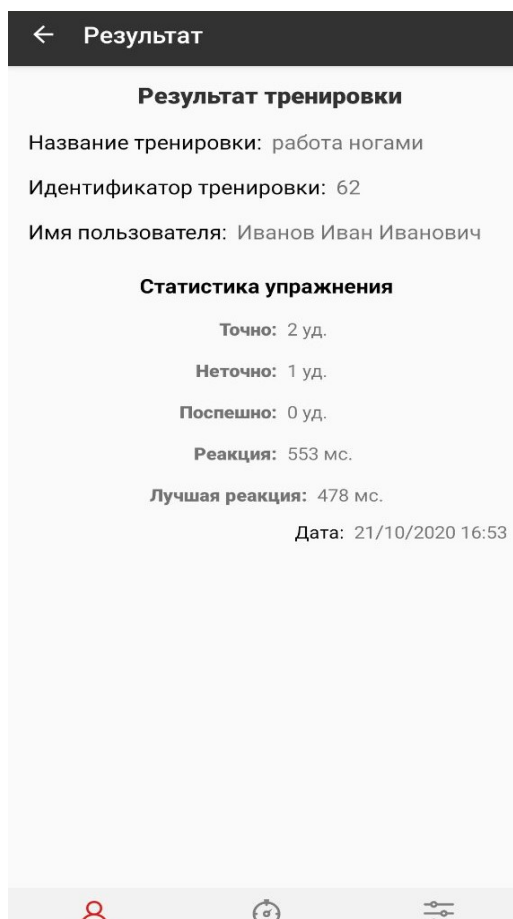 Результат
Результат тренировки
Название тренировки: работа ногами
Идентификатор тренировки: 62
Имя пользователя: Иванов Иван Иванович
Статистика упражнения
Точно: 2 уд.
Неточно: 1 уд.
Поспешно: 0 уд.
Реакция: 553 мс.
Лучшая реакция: 478 мс.
Дата: 21/10/2020 16:53